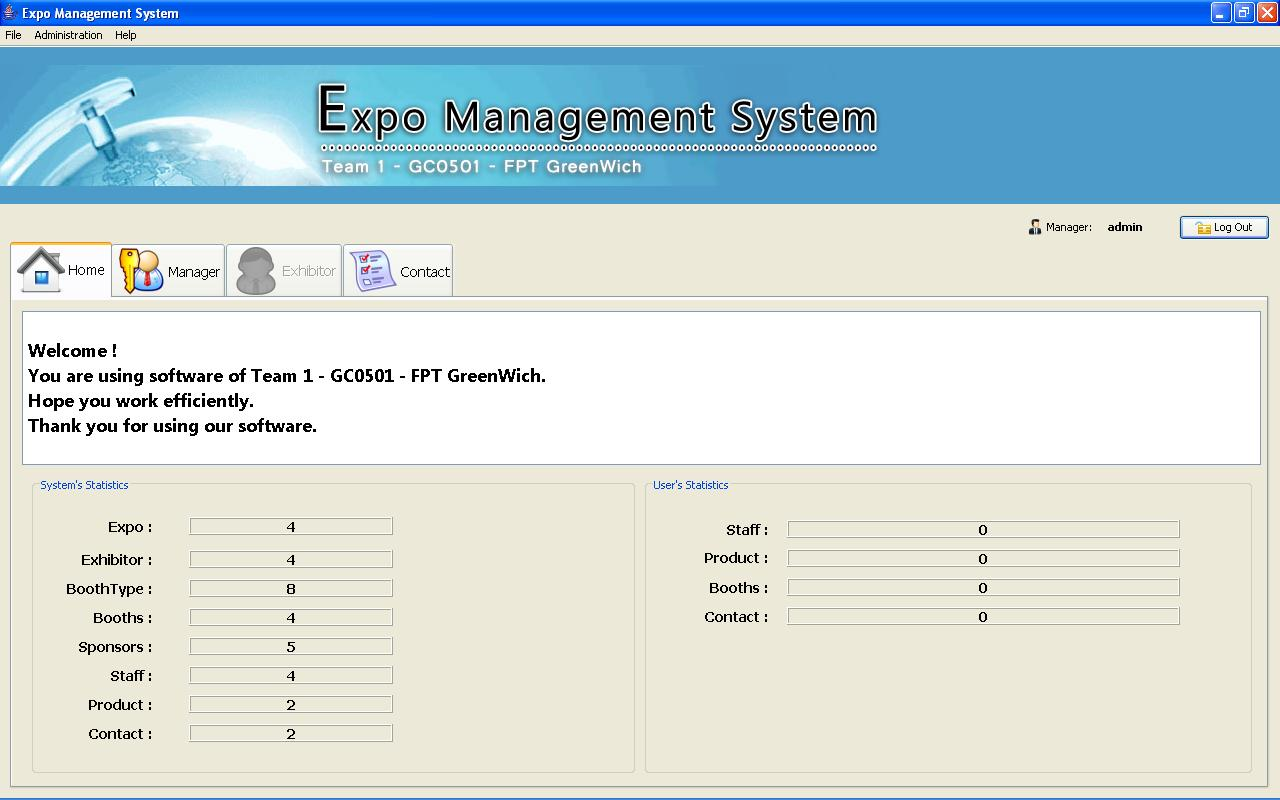 Expo Management System
File Administration Help
Expo Management System
Team 1 - GC0501 - FPT GreenWich
Manager: admin Log Out
Home Manager Exhibitor Contact
Welcome !
You are using software of Team 1 - GC0501 - FPT GreenWich.
Hope you work efficiently.
Thank you for using our software.
System's Statistics
Expo : 4
Exhibitor : 4
BoothType : 8
Booths : 4
Sponsors : 5
Staff : 4
Product : 2
Contact : 2
User's Statistics
Staff : 0
Product : 0
Booths : 0
Contact : 0